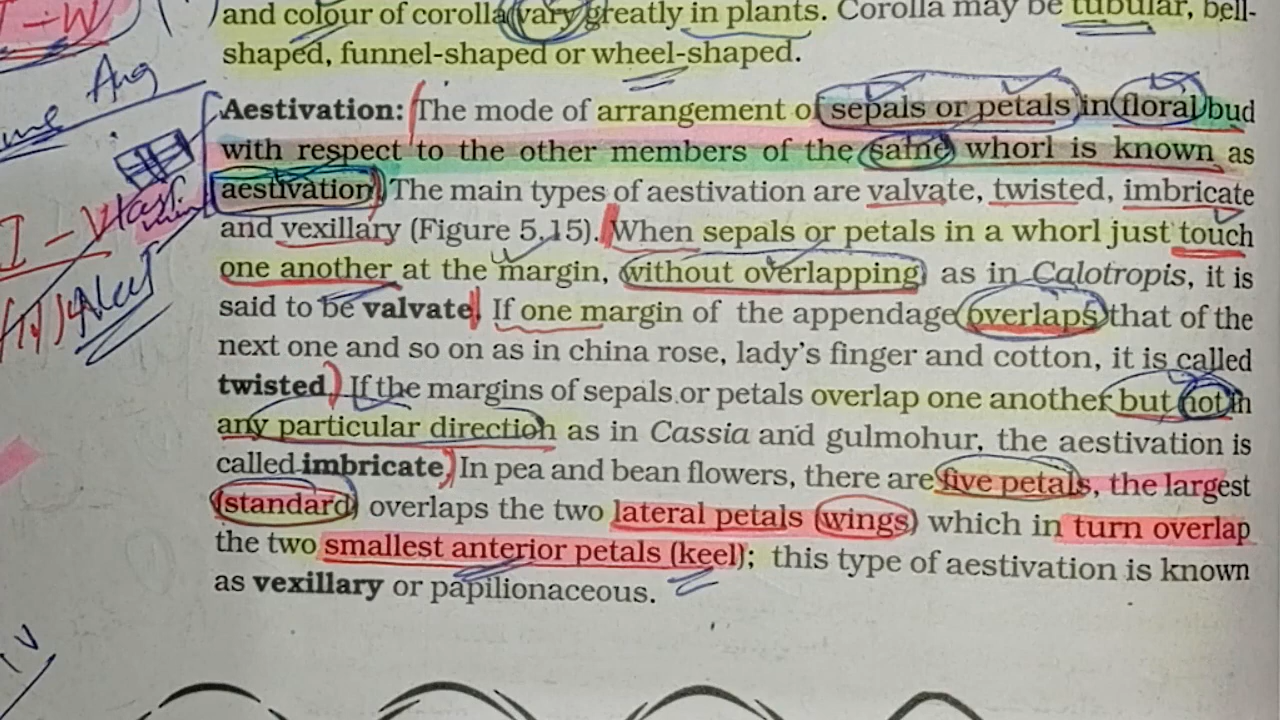 and colour of corolla vary greatly in plants. Corolla may be tubular, bell-
shaped, funnel-shaped or wheel-shaped.
Aestivation: The mode of arrangement of sepals or petals in floral bud
with respect to the other members of the same whorl is known as
aestivation. The main types of aestivation are valvate, twisted, imbricate
and vexillary (Figure 5.15). When sepals or petals in a whorl just touch
one another at the margin, without overlapping, as in Calotropis, it is
said to be valvate. If one margin of the appendage overlaps that of the
next one and so on as in china rose, lady's finger and cotton, it is called
twisted. If the margins of sepals or petals overlap one another but not in
any particular direction as in Cassia and gulmohur, the aestivation is
called imbricate. In pea and bean flowers, there are five petals, the largest
(standard) overlaps the two lateral petals (wings) which in turn overlap
the two smallest anterior petals (keel); this type of aestivation is known
as vexillary or papilionaceous.